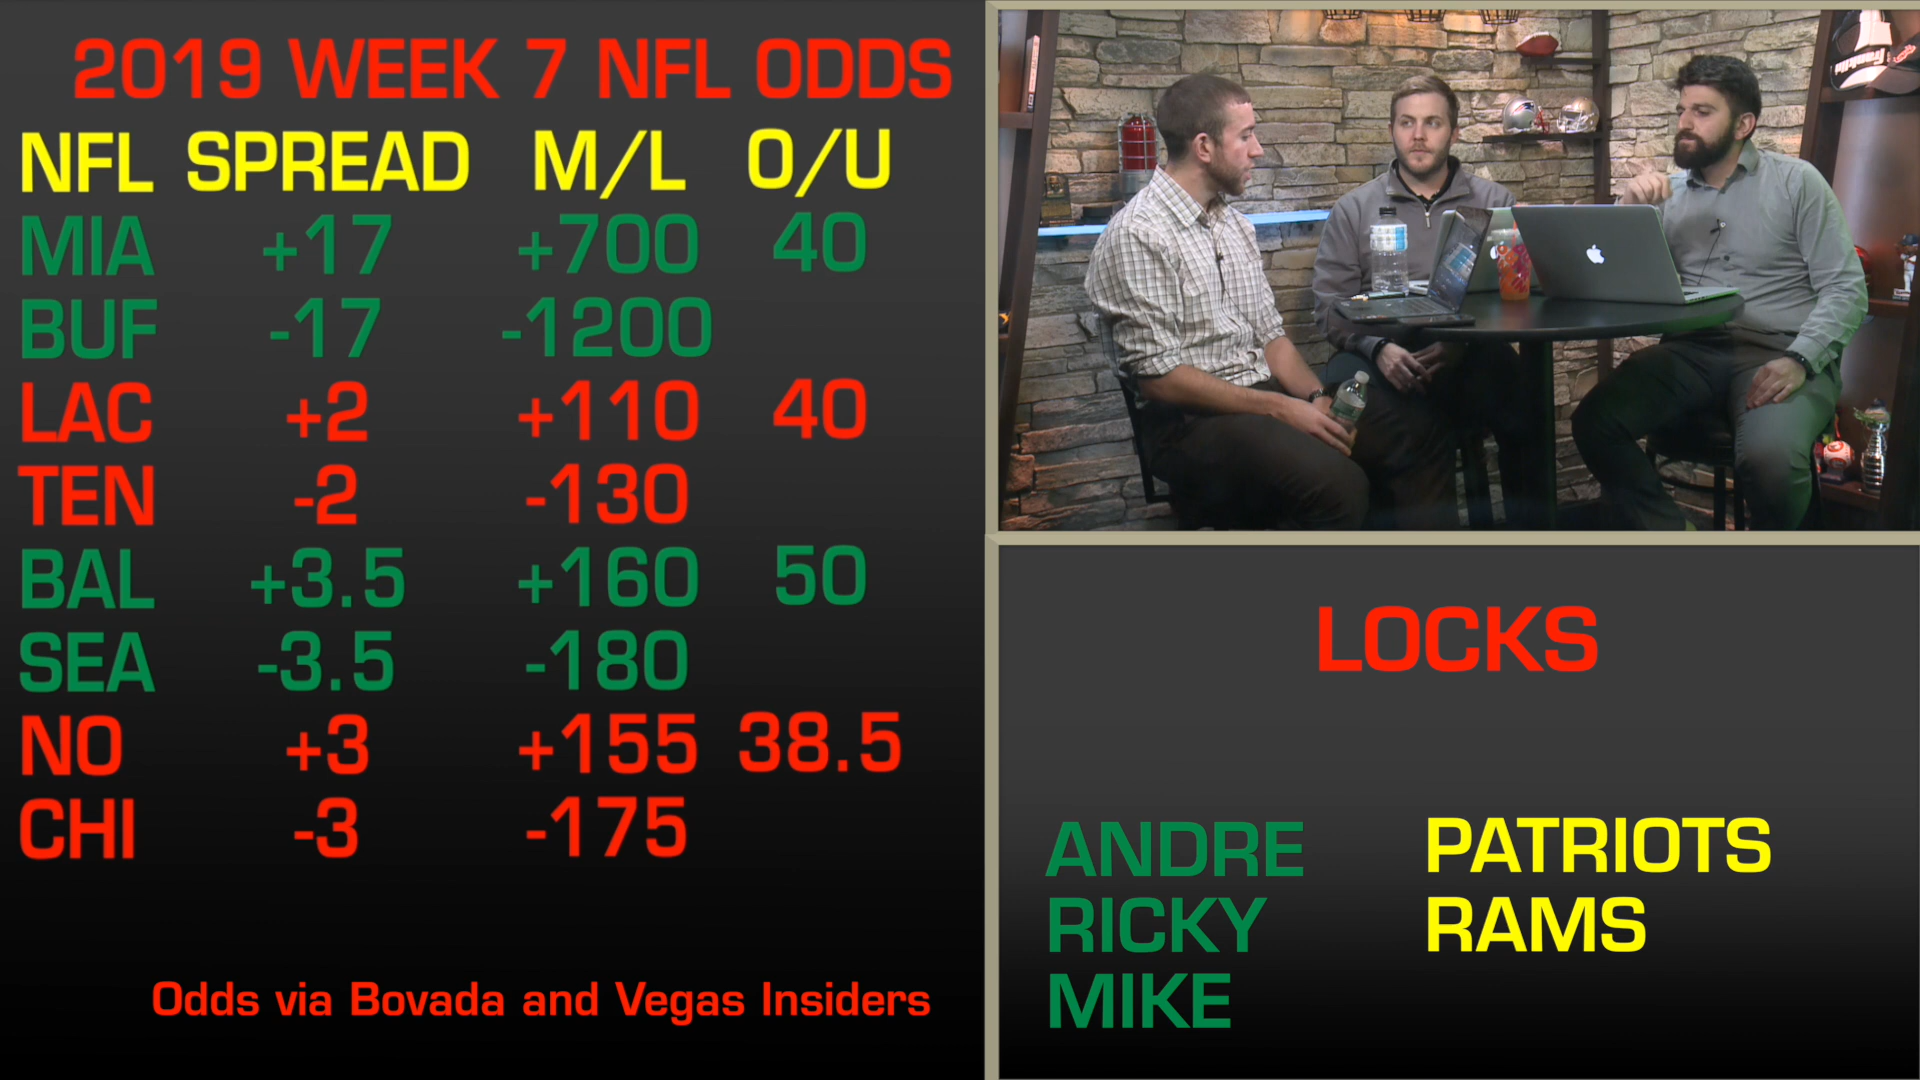 2019 WEEK 7 NFL ODDS
NFL SPREAD M/L O/U
MIA +17 +700 40
BUF -17 -1200
LAC +2 +110 40
TEN -2 -130
BAL +3.5 +160 50
SEA -3.5 -180
NO +3 +155 38.5
CHI -3 -175
Odds via Bovada and Vegas Insiders
LOCKS
ANDRE PATRIOTS
RICKY RAMS
MIKE